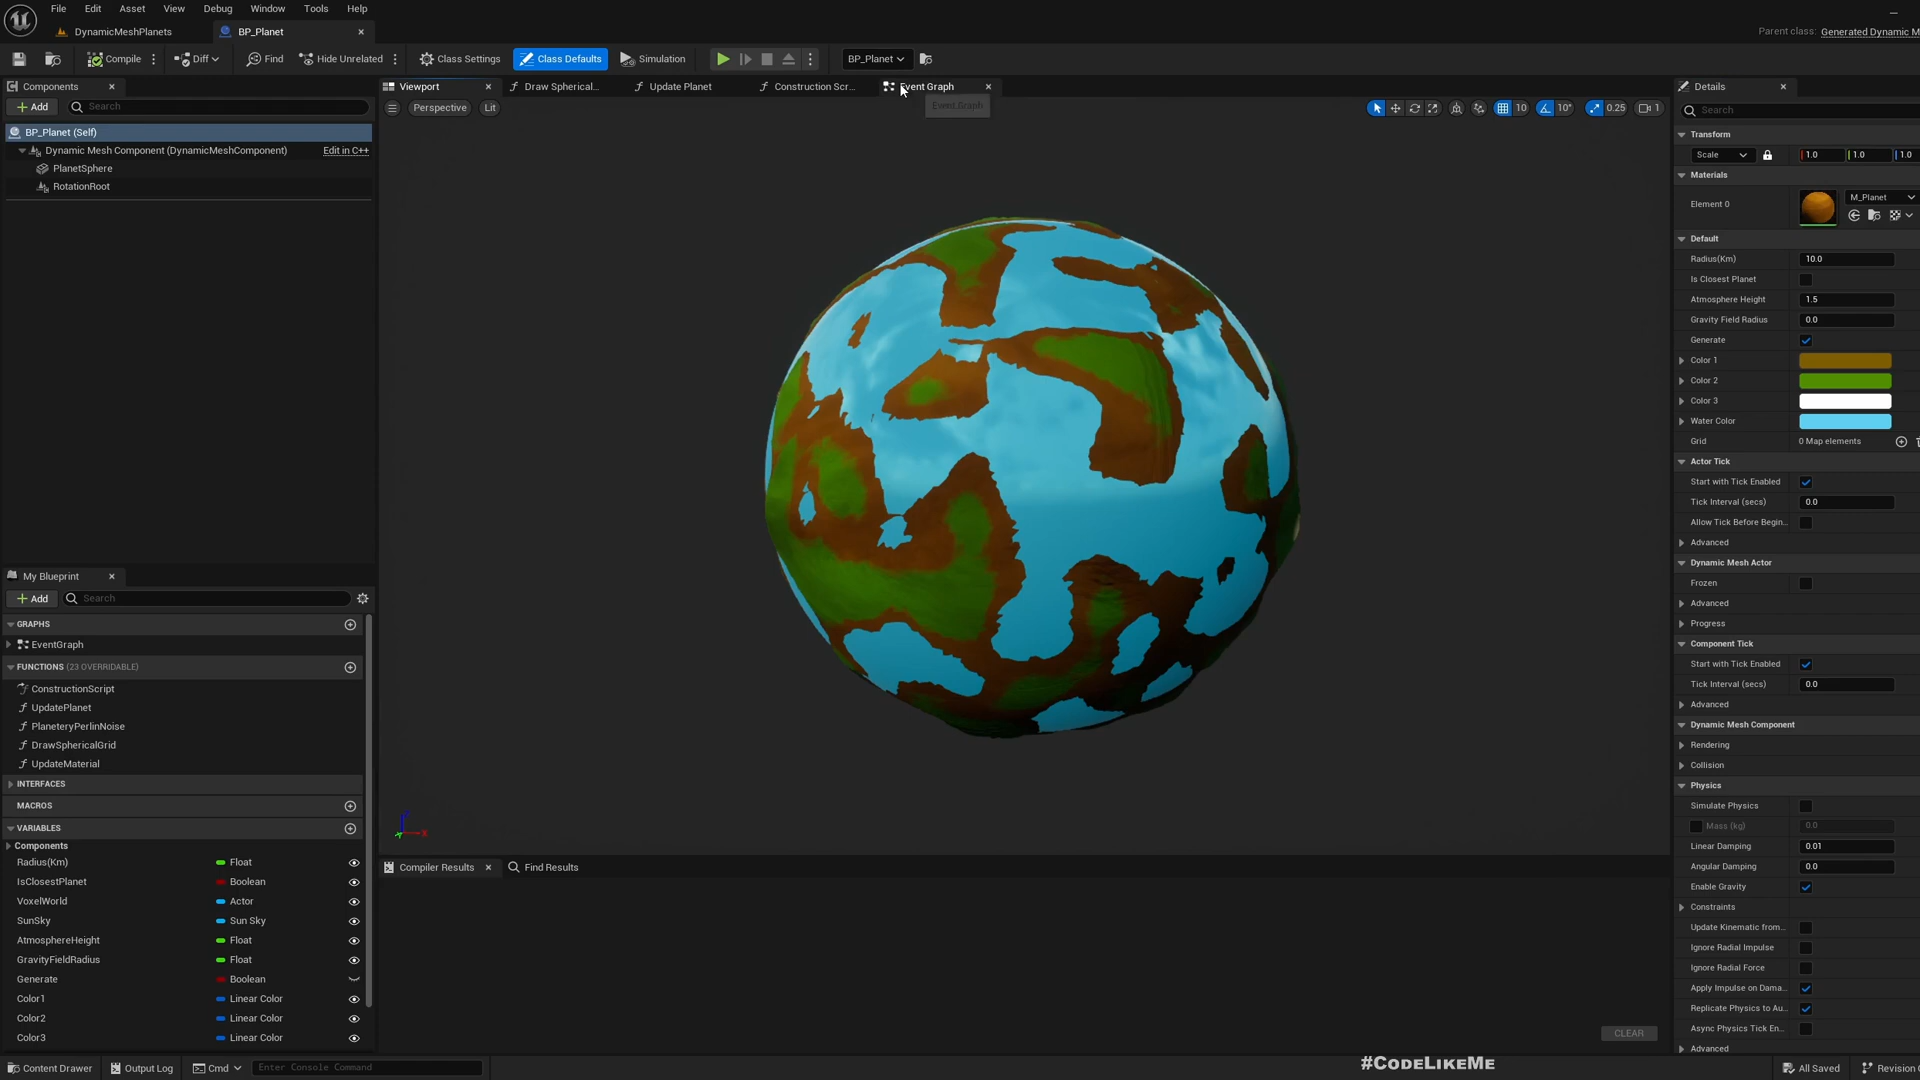 File Edit Asset View Debug Window Tools Help
DynamicMeshPlanets BP_Planet
Parent class: Generated Dynamic M
Compile Diff Find Hide Unrelated Class Settings Class Defaults Simulation BP_Planet
Components
Add Search
BP_Planet (Self)
Dynamic Mesh Component (DynamicMeshComponent) Edit in C++
PlanetSphere
RotationRoot
Viewport Draw Spherical... Update Planet Construction Scr... Event Graph
Perspective Lit
Event Graph
10 10° 0.25 1
My Blueprint
Add Search
GRAPHS
EventGraph
FUNCTIONS (23 OVERRIDABLE)
ConstructionScript
UpdatePlanet
PlaneteryPerlinNoise
DrawSphericalGrid
UpdateMaterial
INTERFACES
MACROS
VARIABLES
Components
Radius(Km) Float
IsClosestPlanet Boolean
VoxelWorld Actor
SunSky Sun Sky
AtmosphereHeight Float
GravityFieldRadius Float
Generate Boolean
Color1 Linear Color
Color2 Linear Color
Color3 Linear Color
X
Compiler Results Find Results
CLEAR
Details
Search
Transform
Scale 1.0 1.0 1.0
Materials
Element 0 M_Planet
Default
Radius(Km) 10.0
Is Closest Planet
Atmosphere Height 1.5
Gravity Field Radius 0.0
Generate
Color 1
Color 2
Color 3
Water Color
Grid 0 Map elements
Actor Tick
Start with Tick Enabled
Tick Interval (secs) 0.0
Allow Tick Before Begin...
Advanced
Dynamic Mesh Actor
Frozen
Advanced
Progress
Component Tick
Start with Tick Enabled
Tick Interval (secs) 0.0
Advanced
Dynamic Mesh Component
Rendering
Collision
Physics
Simulate Physics
Mass (kg) 0.0
Linear Damping 0.01
Angular Damping 0.0
Enable Gravity
Constraints
Update Kinematic from...
Ignore Radial Impulse
Ignore Radial Force
Apply Impulse on Dama...
Replicate Physics to Au...
Async Physics Tick En...
Advanced
Content Drawer Output Log Cmd Enter Console Command
#CODELIKEME
All Saved Revision